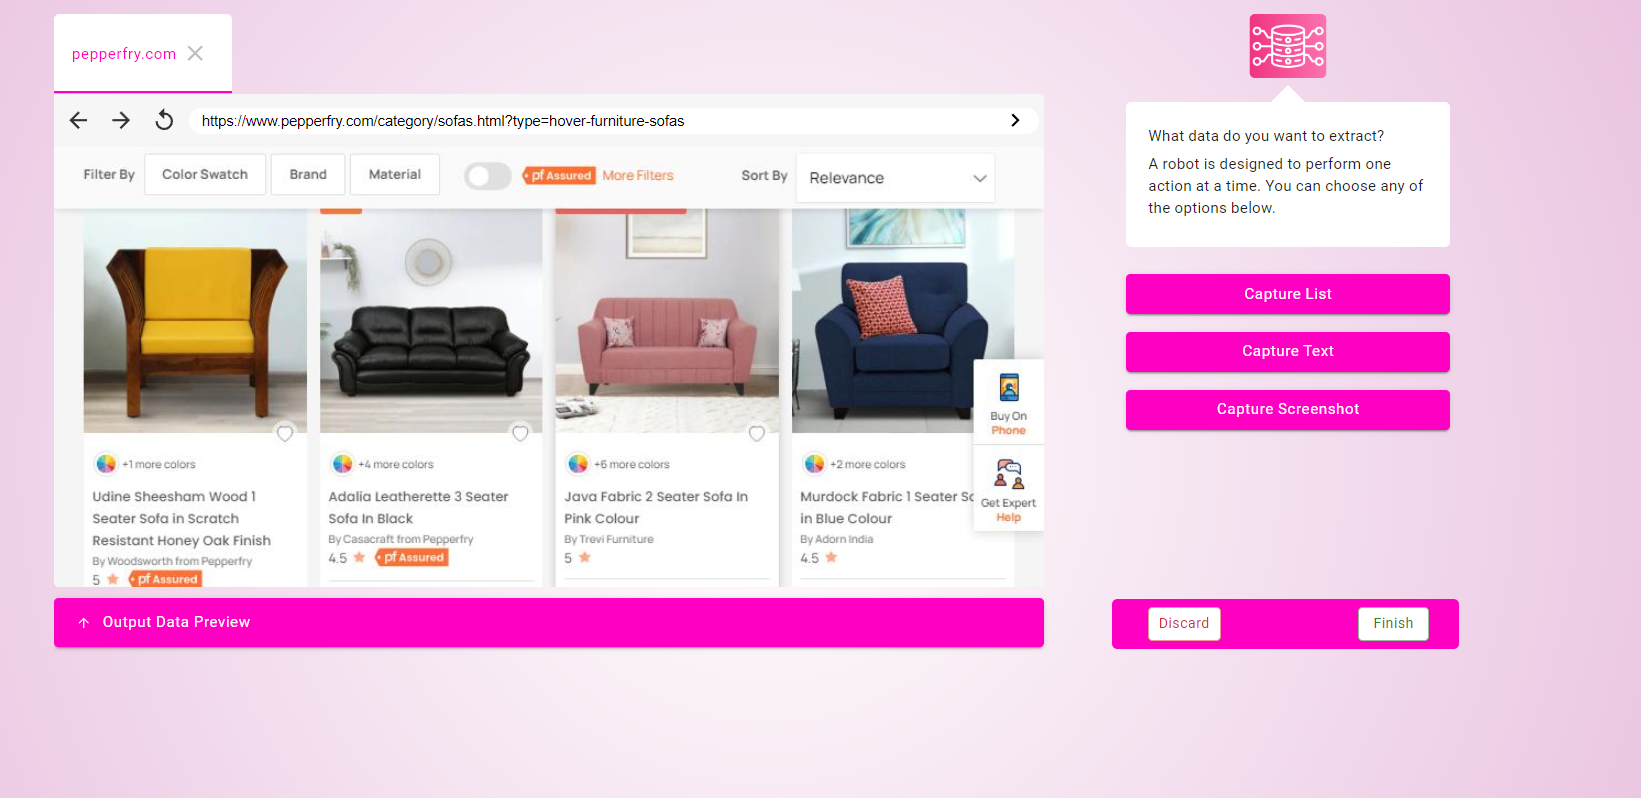 pepperfry.com
https://www.pepperfry.com/category/sofas.html?type=hover-furniture-sofas
Filter By
Color Swatch
Brand
Material
pf Assured
More Filters
Sort By
Relevance
+1 more colors
Udine Sheesham Wood 1
Seater Sofa in Scratch
Resistant Honey Oak Finish
By Woodsworth from Pepperfry
5
pf Assured
+4 more colors
Adalia Leatherette 3 Seater
Sofa In Black
By Casacraft from Pepperfry
4.5
pf Assured
+6 more colors
Java Fabric 2 Seater Sofa In
Pink Colour
By Trevi Furniture
5
+2 more colors
Murdock Fabric 1 Seater
in Blue Colour
By Adorn India
4.5
Buy On
Phone
Get Expert
Help
Output Data Preview
What data do you want to extract?
A robot is designed to perform one
action at a time. You can choose any of
the options below.
Capture List
Capture Text
Capture Screenshot
Discard
Finish